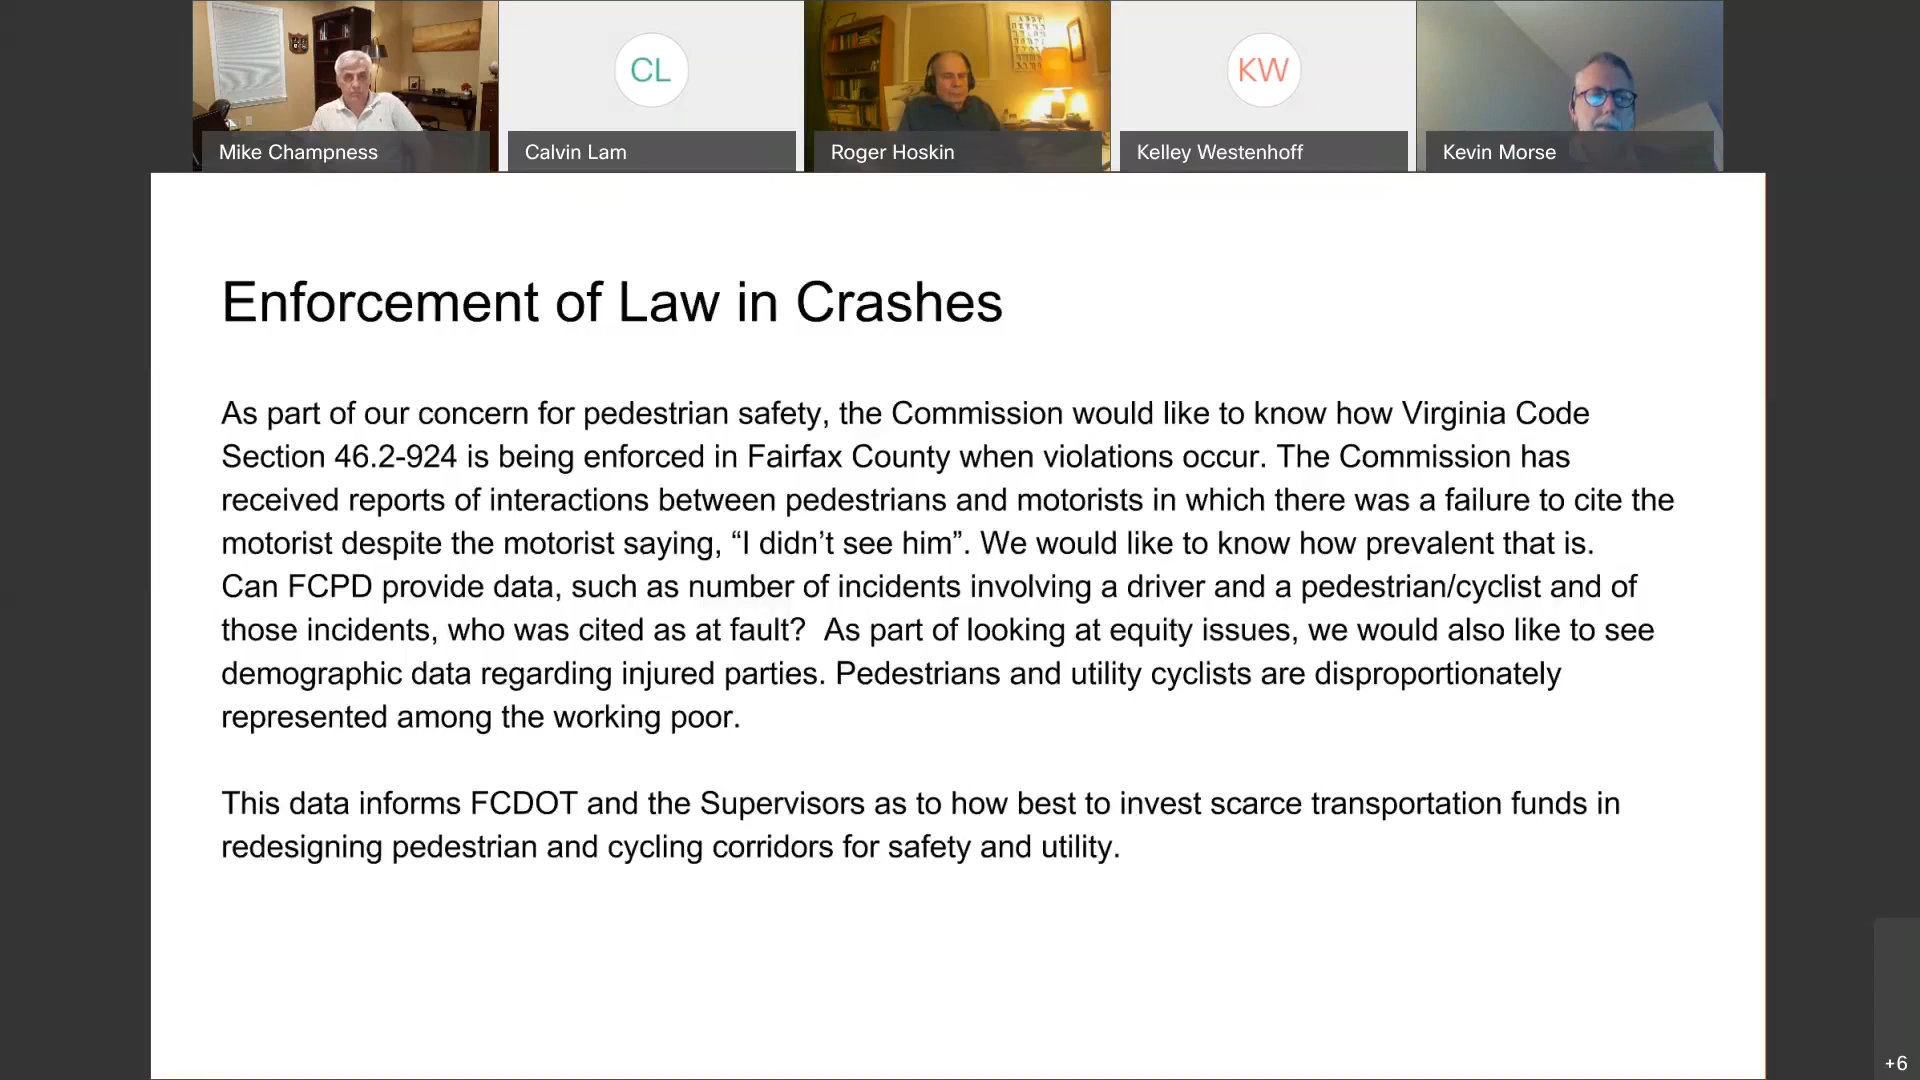 CL
KW
Mike Champness
Calvin Lam
Roger Hoskin
Kelley Westenhoff
Kevin Morse
Enforcement of Law in Crashes
As part of our concern for pedestrian safety, the Commission would like to know how Virginia Code
Section 46.2-924 is being enforced in Fairfax County when violations occur. The Commission has
received reports of interactions between pedestrians and motorists in which there was a failure to cite the
motorist despite the motorist saying, “I didn’t see him”. We would like to know how prevalent that is.
Can FCPD provide data, such as number of incidents involving a driver and a pedestrian/cyclist and of
those incidents, who was cited as at fault?  As part of looking at equity issues, we would also like to see
demographic data regarding injured parties. Pedestrians and utility cyclists are disproportionately
represented among the working poor.
This data informs FCDOT and the Supervisors as to how best to invest scarce transportation funds in
redesigning pedestrian and cycling corridors for safety and utility.
+6